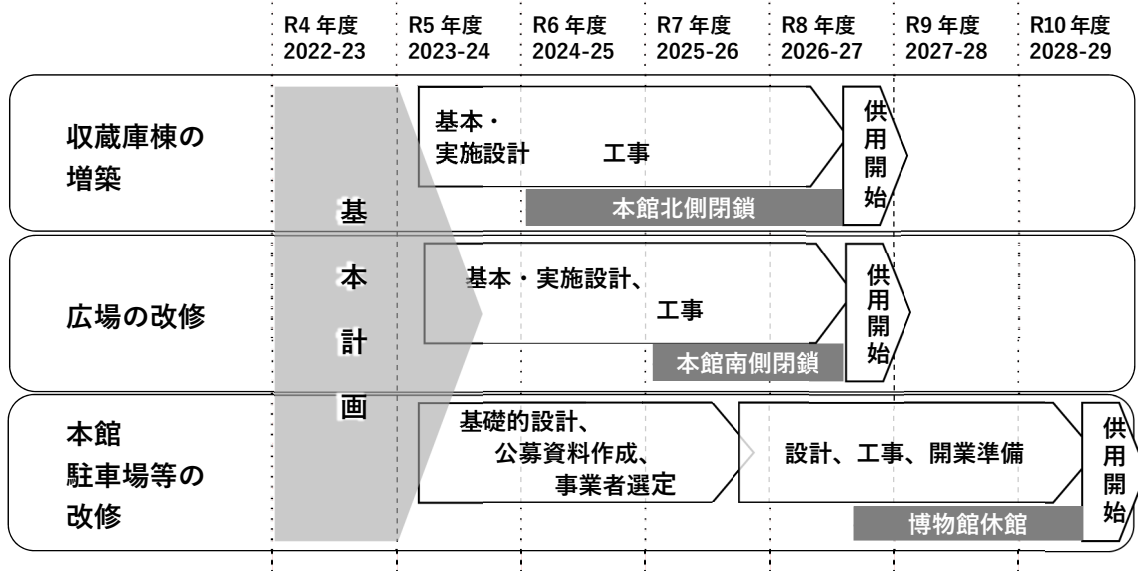 R4 年度
2022-23
R5 年度
2023-24
R6 年度
2024-25
R7 年度
2025-26
R8 年度
2026-27
R9 年度
2027-28
R10 年度
2028-29
基本計画
収蔵庫棟の
増築
基本・
実施設計 工事
供用開始
本館北側閉鎖
広場の改修
基本・実施設計、
工事
供用開始
本館南側閉鎖
本館
駐車場等の
改修
基礎的設計、
公募資料作成、
事業者選定
設計、工事、開業準備
供用開始
博物館休館